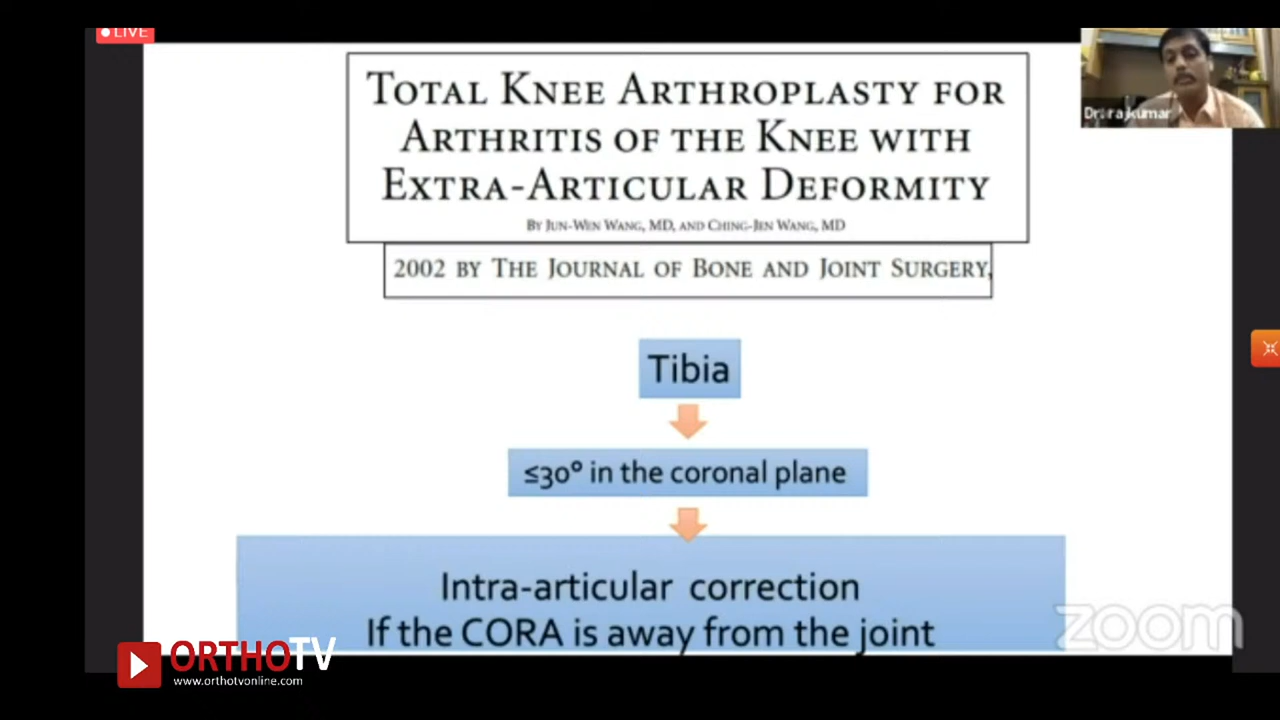 LIVE
TOTAL KNEE ARTHROPLASTY FOR
ARTHRITIS OF THE KNEE WITH
EXTRA-ARTICULAR DEFORMITY
BY JUN-WEN WANG, MD, AND CHING-JEN WANG, MD
2002 BY THE JOURNAL OF BONE AND JOINT SURGERY,
Tibia
≤30° in the coronal plane
Intra-articular correction
If the CORA is away from the joint
zoom
ORTHOTV
www.orthotvonline.com